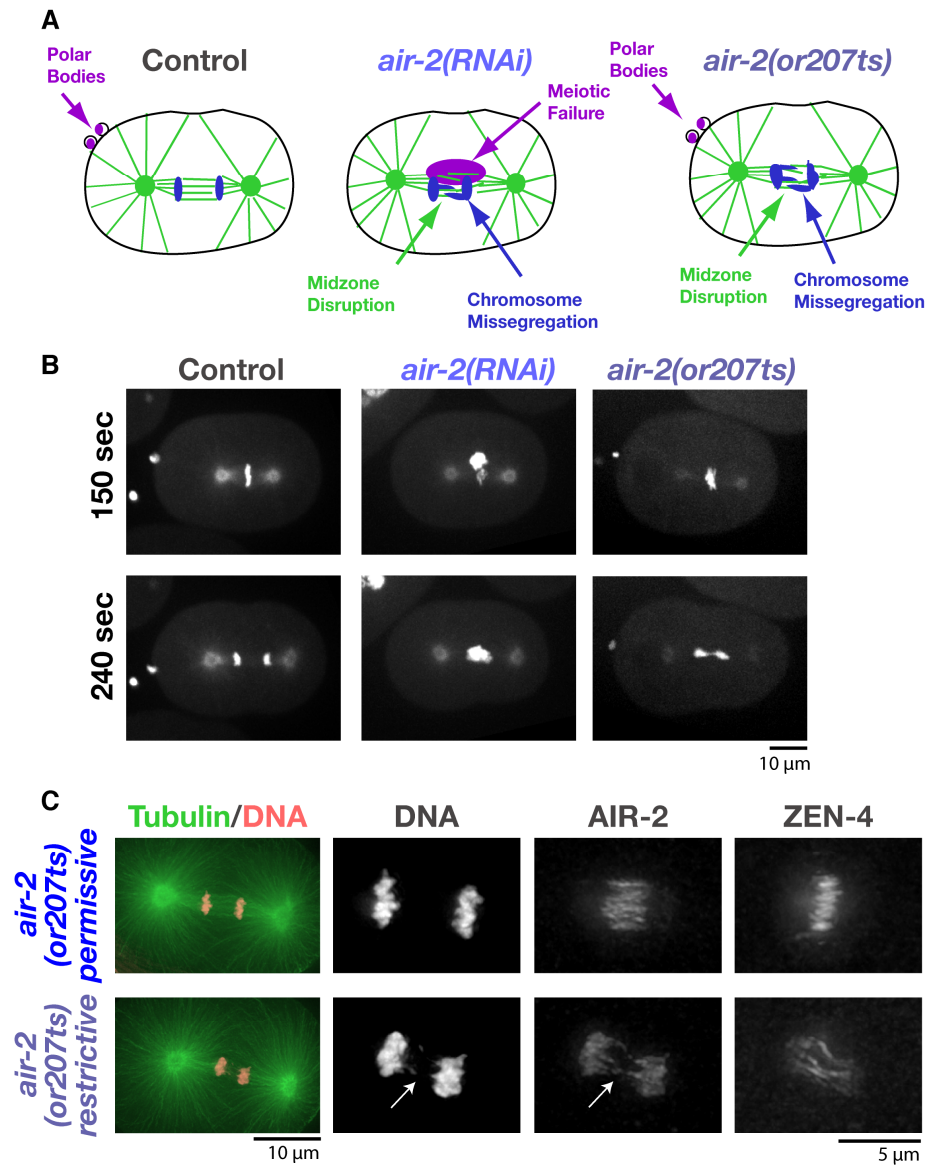 A
Control
air-2(RNAi)
air-2(or207ts)
Polar
Bodies
Meiotic
Failure
Polar
Bodies
Midzone
Disruption
Chromosome
Missegregation
Midzone
Disruption
Chromosome
Missegregation
B
Control
air-2(RNAi)
air-2(or207ts)
150 sec
240 sec
10 µm
C
Tubulin/DNA
DNA
AIR-2
ZEN-4
air-2
(or207ts)
permissive
air-2
(or207ts)
restrictive
10 µm
5 µm